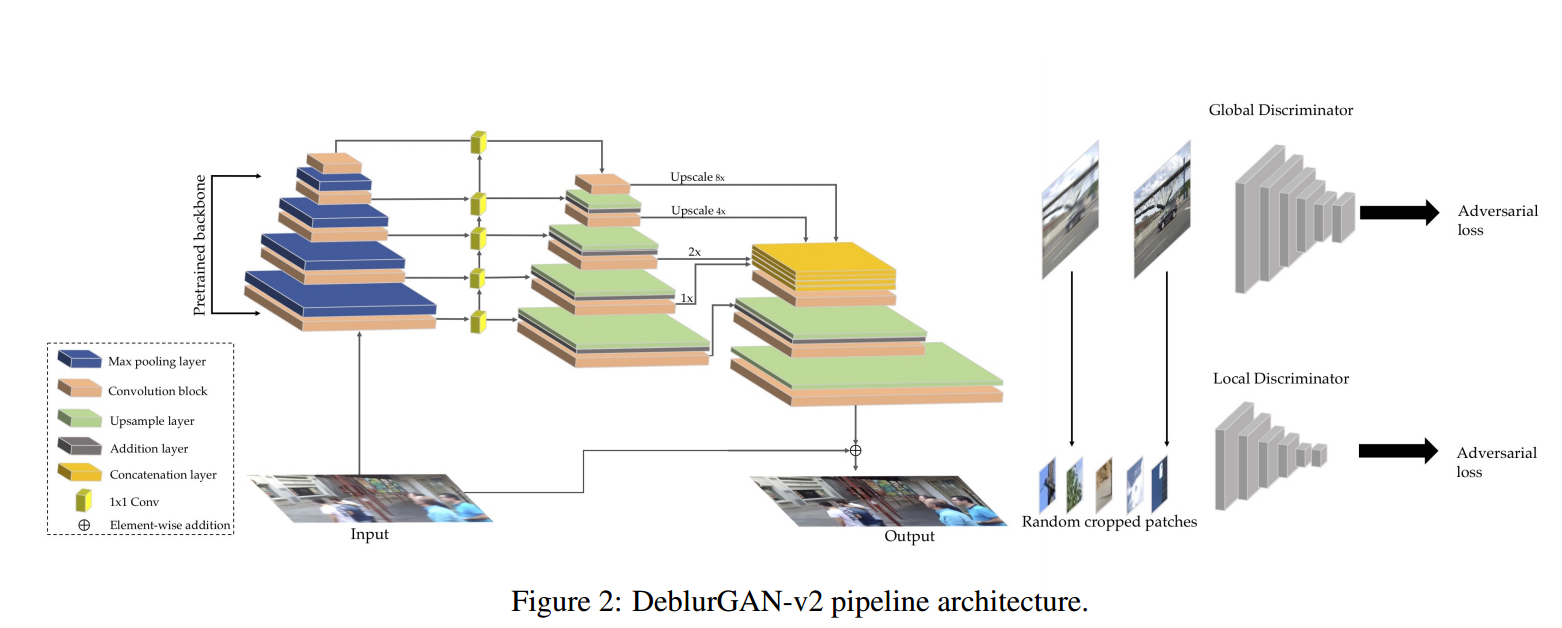 Global Discriminator
Pretrained backbone
Upscale 8x
Upscale 4x
2x
1x
Adversarial
loss
Max pooling layer
Convolution block
Upsample layer
Addition layer
Concatenation layer
1x1 Conv
Element-wise addition
Input
Output
Local Discriminator
Adversarial
loss
Random cropped patches
Figure 2: DeblurGAN-v2 pipeline architecture.